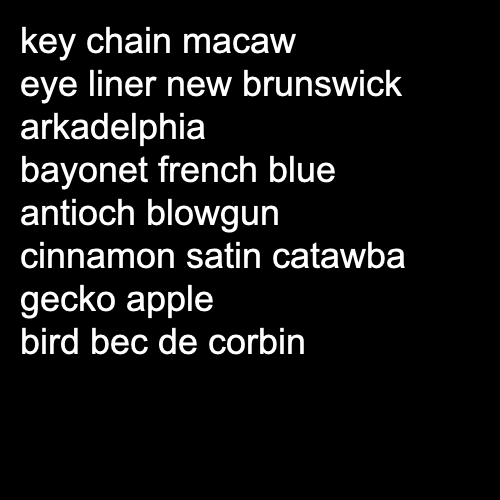 key chain macaw
eye liner new brunswick
arkadelphia
bayonet french blue
antioch blowgun
cinnamon satin catawba
gecko apple
bird bec de corbin